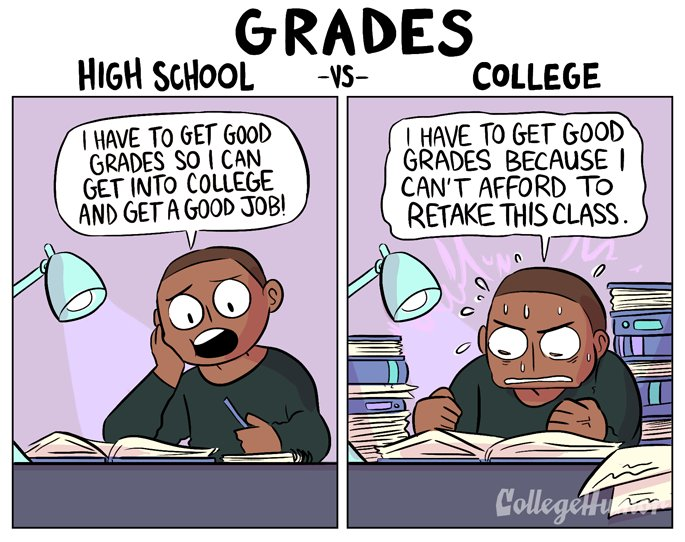 GRADES
HIGH SCHOOL -VS- COLLEGE
I HAVE TO GET GOOD
GRADES SO I CAN
GET INTO COLLEGE
AND GET A GOOD JOB!
I HAVE TO GET GOOD
GRADES BECAUSE I
CAN'T AFFORD TO
RETAKE THIS CLASS.
CollegeHumor